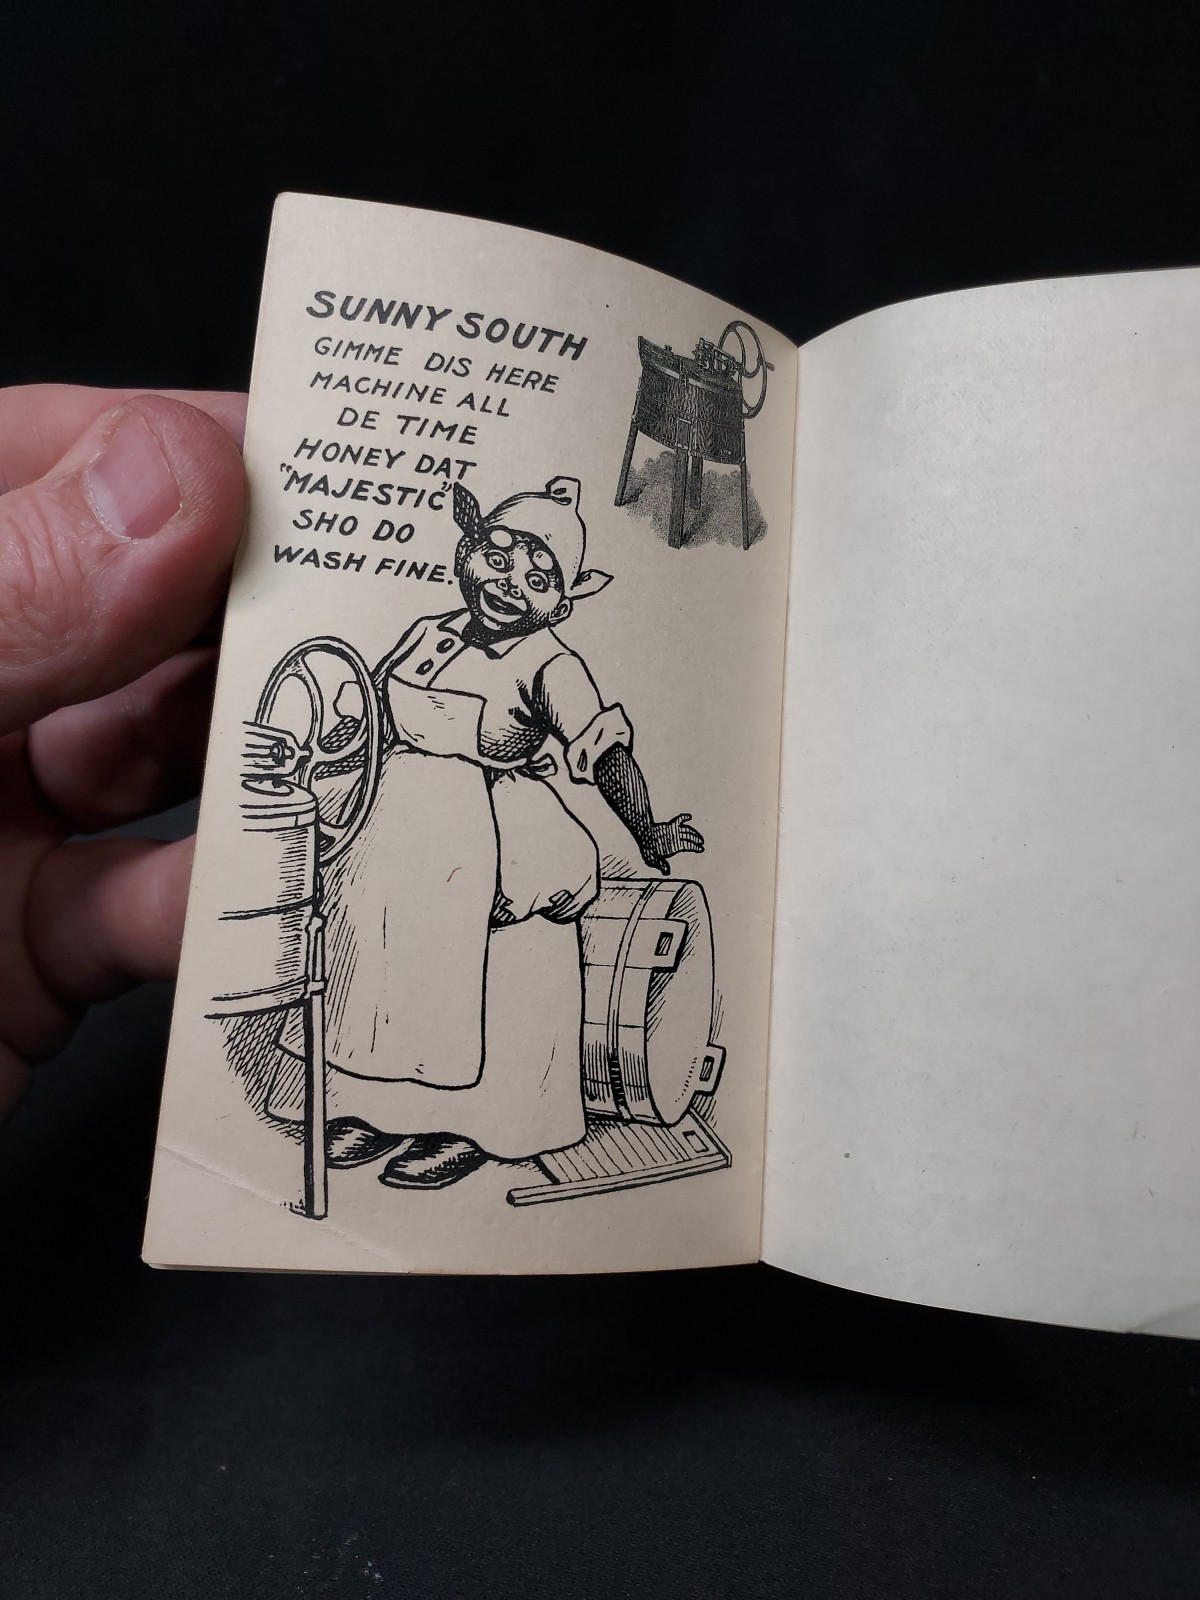 SUNNY SOUTH
GIMME DIS HERE
MACHINE ALL
DE TIME
HONEY DAT
"MAJESTIC"
SHO DO
WASH FINE.